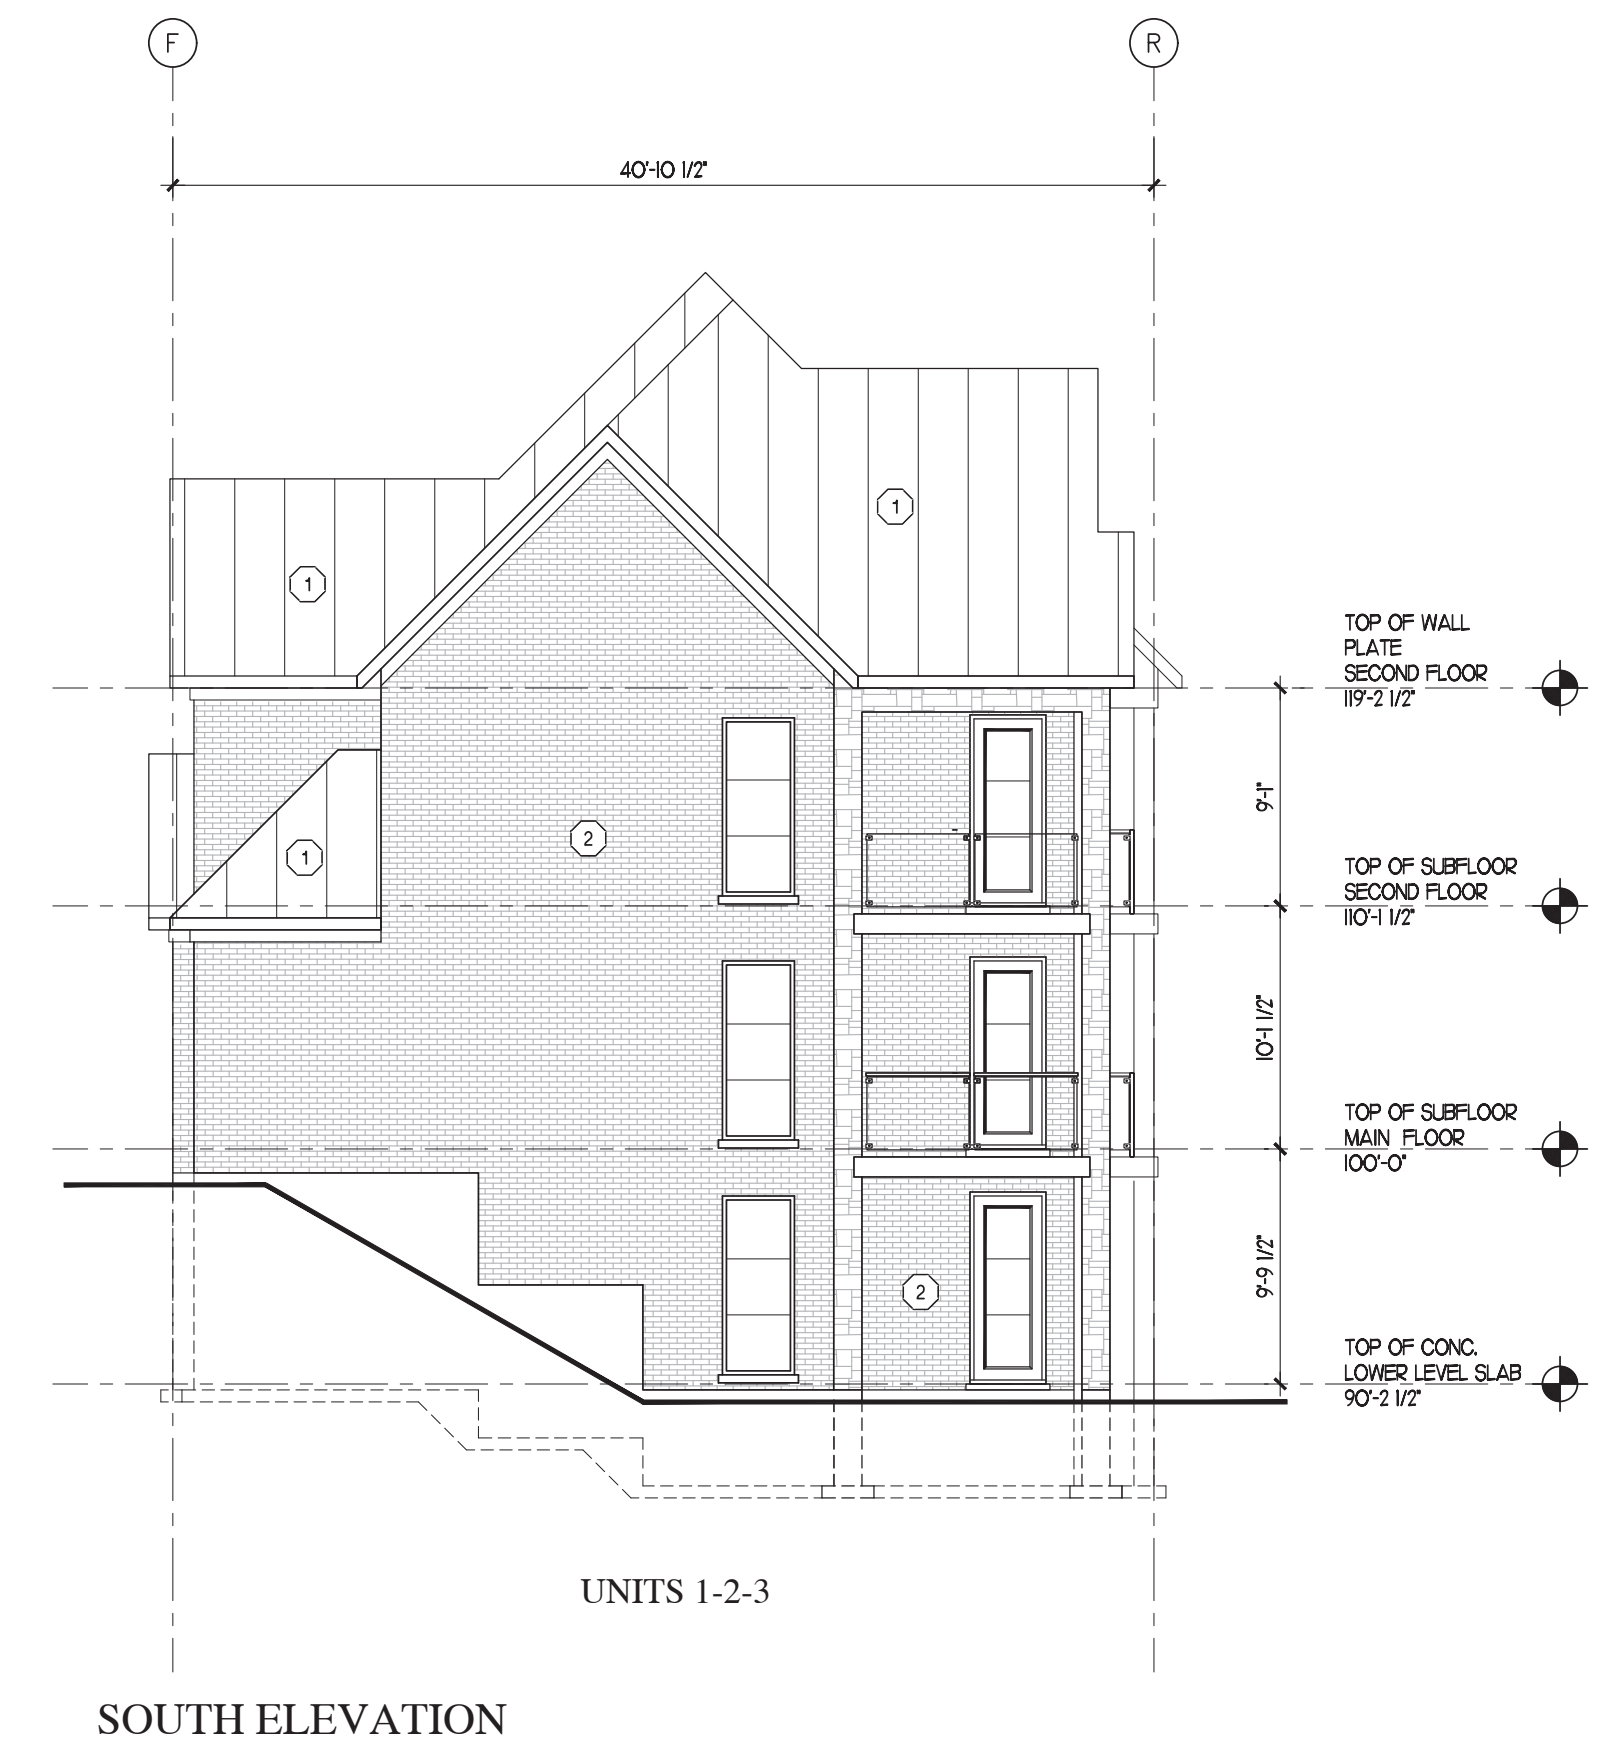 F
R
40'-10 1/2"
1
1
TOP OF WALL
PLATE
SECOND FLOOR
119'-2 1/2"
9'-1"
2
1
TOP OF SUBFLOOR
SECOND FLOOR
110'-1 1/2"
10'-1 1/2"
TOP OF SUBFLOOR
MAIN FLOOR
100'-0"
9'-9 1/2"
2
TOP OF CONC.
LOWER LEVEL SLAB
90'-2 1/2"
UNITS 1-2-3
SOUTH ELEVATION